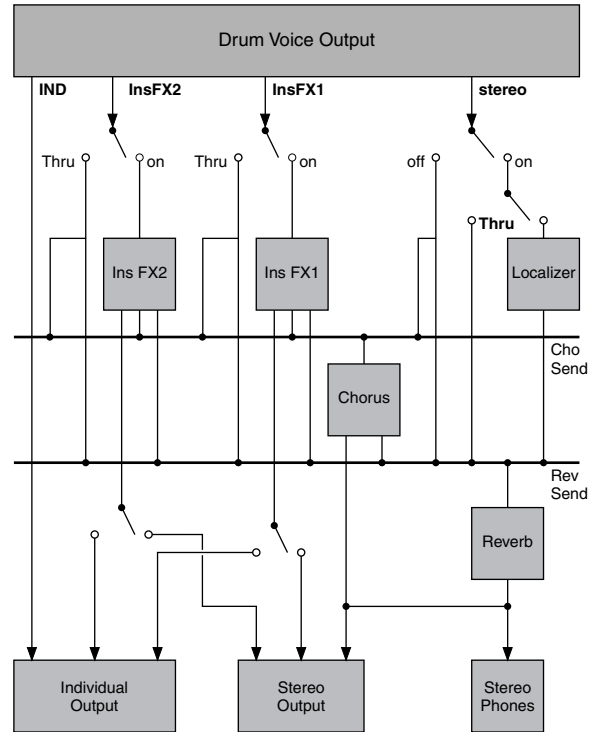 Drum Voice Output
IND
InsFX2
InsFX1
stereo
Thru
on
Thru
on
off
on
Thru
Ins FX2
Ins FX1
Localizer
Cho
Send
Chorus
Rev
Send
Reverb
Individual
Output
Stereo
Output
Stereo
Phones